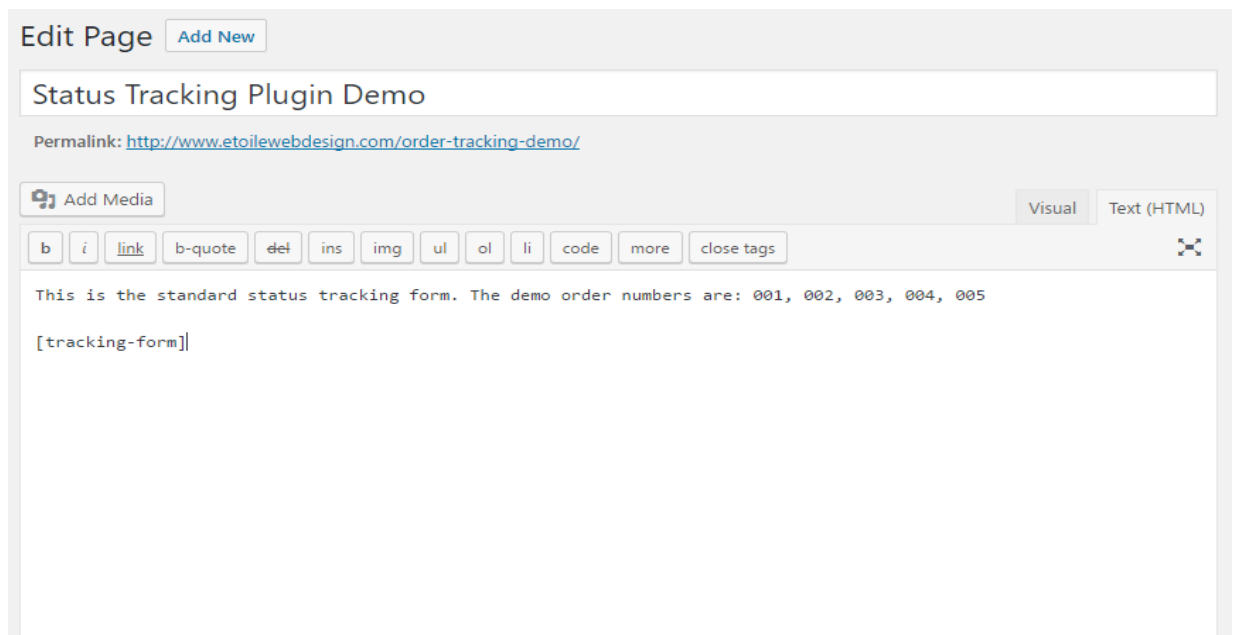 Edit Page Add New
Status Tracking Plugin Demo
Permalink: http://www.etoilewebdesign.com/order-tracking-demo/
Add Media
Visual Text (HTML)
b i link b-quote del ins img ul ol li code more close tags
This is the standard status tracking form. The demo order numbers are: 001, 002, 003, 004, 005
[tracking-form]